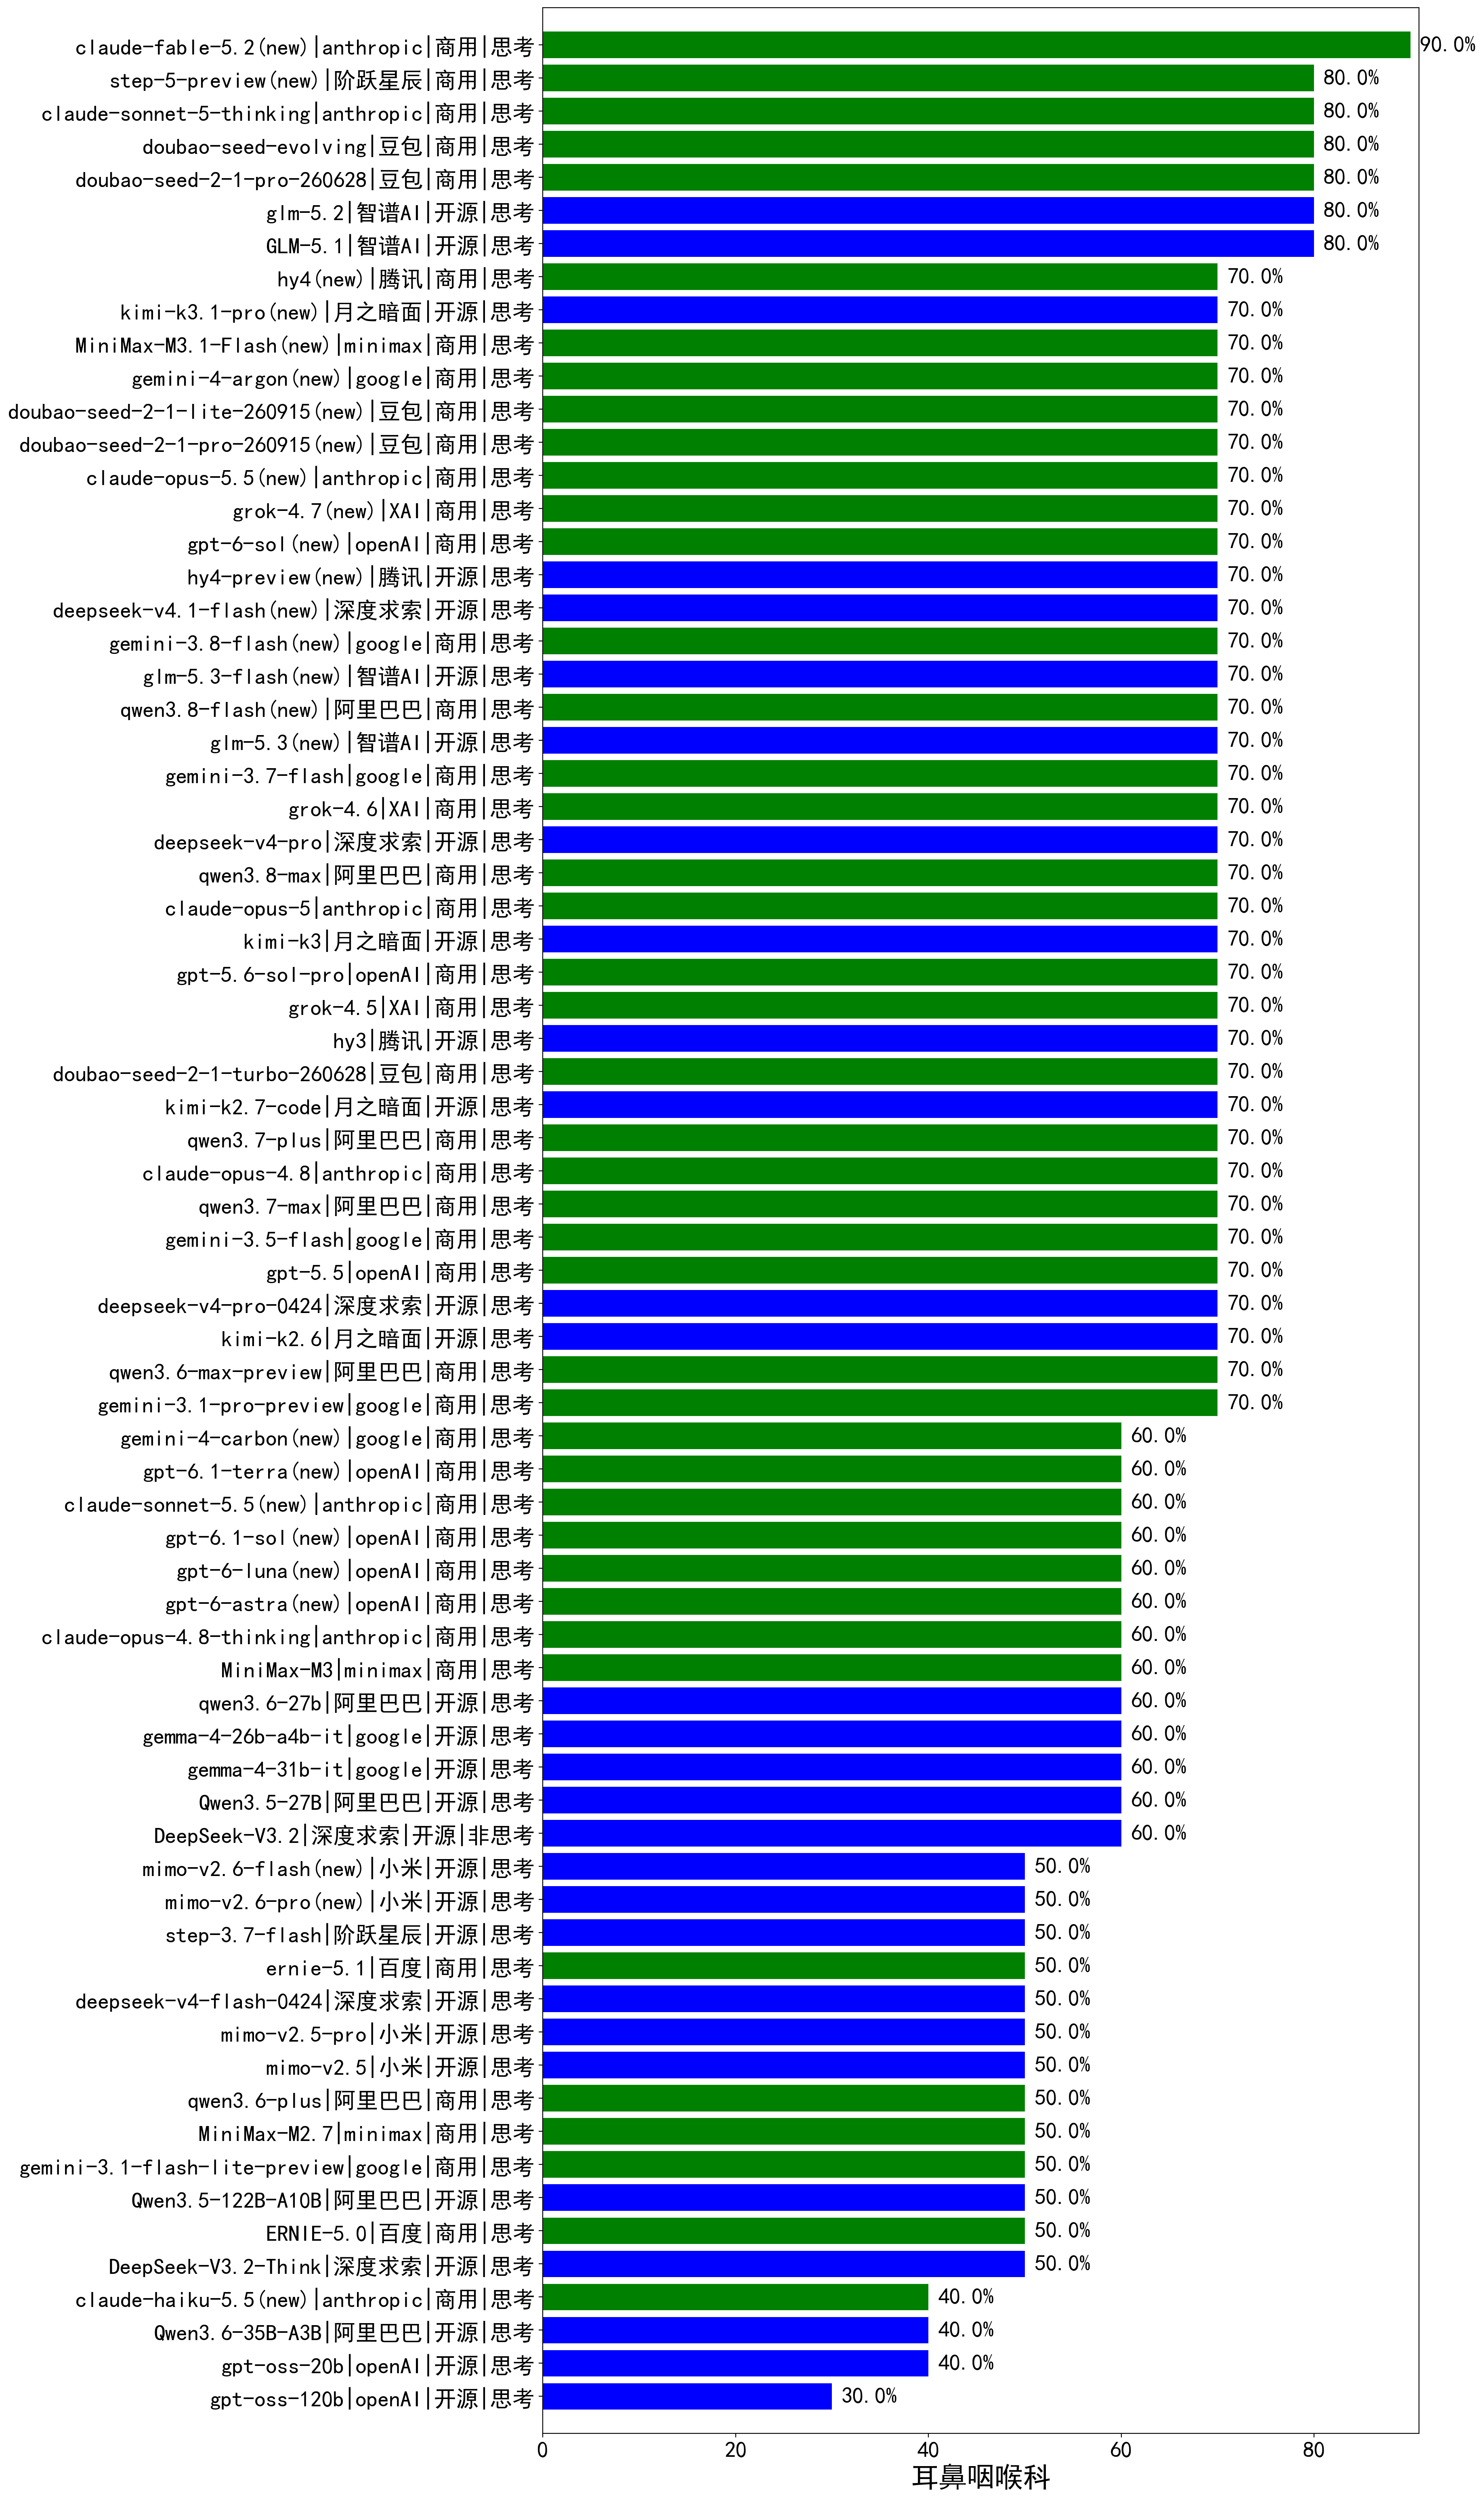 claude-fable-5.2(new)|anthropic|商用|思考 90.0%
step-5-preview(new)|阶跃星辰|商用|思考 80.0%
claude-sonnet-5-thinking|anthropic|商用|思考 80.0%
doubao-seed-evolving|豆包|商用|思考 80.0%
doubao-seed-2-1-pro-260628|豆包|商用|思考 80.0%
glm-5.2|智谱AI|开源|思考 80.0%
GLM-5.1|智谱AI|开源|思考 80.0%
hy4(new)|腾讯|商用|思考 70.0%
kimi-k3.1-pro(new)|月之暗面|开源|思考 70.0%
MiniMax-M3.1-Flash(new)|minimax|商用|思考 70.0%
gemini-4-argon(new)|google|商用|思考 70.0%
doubao-seed-2-1-lite-260915(new)|豆包|商用|思考 70.0%
doubao-seed-2-1-pro-260915(new)|豆包|商用|思考 70.0%
claude-opus-5.5(new)|anthropic|商用|思考 70.0%
grok-4.7(new)|XAI|商用|思考 70.0%
gpt-6-sol(new)|openAI|商用|思考 70.0%
hy4-preview(new)|腾讯|开源|思考 70.0%
deepseek-v4.1-flash(new)|深度求索|开源|思考 70.0%
gemini-3.8-flash(new)|google|商用|思考 70.0%
glm-5.3-flash(new)|智谱AI|开源|思考 70.0%
qwen3.8-flash(new)|阿里巴巴|商用|思考 70.0%
glm-5.3(new)|智谱AI|开源|思考 70.0%
gemini-3.7-flash|google|商用|思考 70.0%
grok-4.6|XAI|商用|思考 70.0%
deepseek-v4-pro|深度求索|开源|思考 70.0%
qwen3.8-max|阿里巴巴|商用|思考 70.0%
claude-opus-5|anthropic|商用|思考 70.0%
kimi-k3|月之暗面|开源|思考 70.0%
gpt-5.6-sol-pro|openAI|商用|思考 70.0%
grok-4.5|XAI|商用|思考 70.0%
hy3|腾讯|开源|思考 70.0%
doubao-seed-2-1-turbo-260628|豆包|商用|思考 70.0%
kimi-k2.7-code|月之暗面|开源|思考 70.0%
qwen3.7-plus|阿里巴巴|商用|思考 70.0%
claude-opus-4.8|anthropic|商用|思考 70.0%
qwen3.7-max|阿里巴巴|商用|思考 70.0%
gemini-3.5-flash|google|商用|思考 70.0%
gpt-5.5|openAI|商用|思考 70.0%
deepseek-v4-pro-0424|深度求索|开源|思考 70.0%
kimi-k2.6|月之暗面|开源|思考 70.0%
qwen3.6-max-preview|阿里巴巴|商用|思考 70.0%
gemini-3.1-pro-preview|google|商用|思考 70.0%
gemini-4-carbon(new)|google|商用|思考 60.0%
gpt-6.1-terra(new)|openAI|商用|思考 60.0%
claude-sonnet-5.5(new)|anthropic|商用|思考 60.0%
gpt-6.1-sol(new)|openAI|商用|思考 60.0%
gpt-6-luna(new)|openAI|商用|思考 60.0%
gpt-6-astra(new)|openAI|商用|思考 60.0%
claude-opus-4.8-thinking|anthropic|商用|思考 60.0%
MiniMax-M3|minimax|商用|思考 60.0%
qwen3.6-27b|阿里巴巴|开源|思考 60.0%
gemma-4-26b-a4b-it|google|开源|思考 60.0%
gemma-4-31b-it|google|开源|思考 60.0%
Qwen3.5-27B|阿里巴巴|开源|思考 60.0%
DeepSeek-V3.2|深度求索|开源|非思考 60.0%
mimo-v2.6-flash(new)|小米|开源|思考 50.0%
mimo-v2.6-pro(new)|小米|开源|思考 50.0%
step-3.7-flash|阶跃星辰|开源|思考 50.0%
ernie-5.1|百度|商用|思考 50.0%
deepseek-v4-flash-0424|深度求索|开源|思考 50.0%
mimo-v2.5-pro|小米|开源|思考 50.0%
mimo-v2.5|小米|开源|思考 50.0%
qwen3.6-plus|阿里巴巴|商用|思考 50.0%
MiniMax-M2.7|minimax|商用|思考 50.0%
gemini-3.1-flash-lite-preview|google|商用|思考 50.0%
Qwen3.5-122B-A10B|阿里巴巴|开源|思考 50.0%
ERNIE-5.0|百度|商用|思考 50.0%
DeepSeek-V3.2-Think|深度求索|开源|思考 50.0%
claude-haiku-5.5(new)|anthropic|商用|思考 40.0%
Qwen3.6-35B-A3B|阿里巴巴|开源|思考 40.0%
gpt-oss-20b|openAI|开源|思考 40.0%
gpt-oss-120b|openAI|开源|思考 30.0%
0 20 40 60 80
耳鼻咽喉科